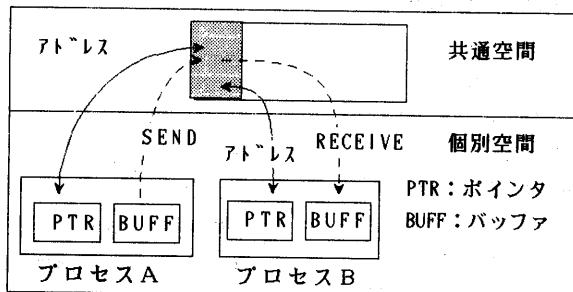 アドレス
共通空間
SEND
アドレス
RECEIVE
個別空間
PTR
BUFF
PTR
BUFF
PTR:ポインタ
BUFF:バッファ
プロセスA
プロセスB